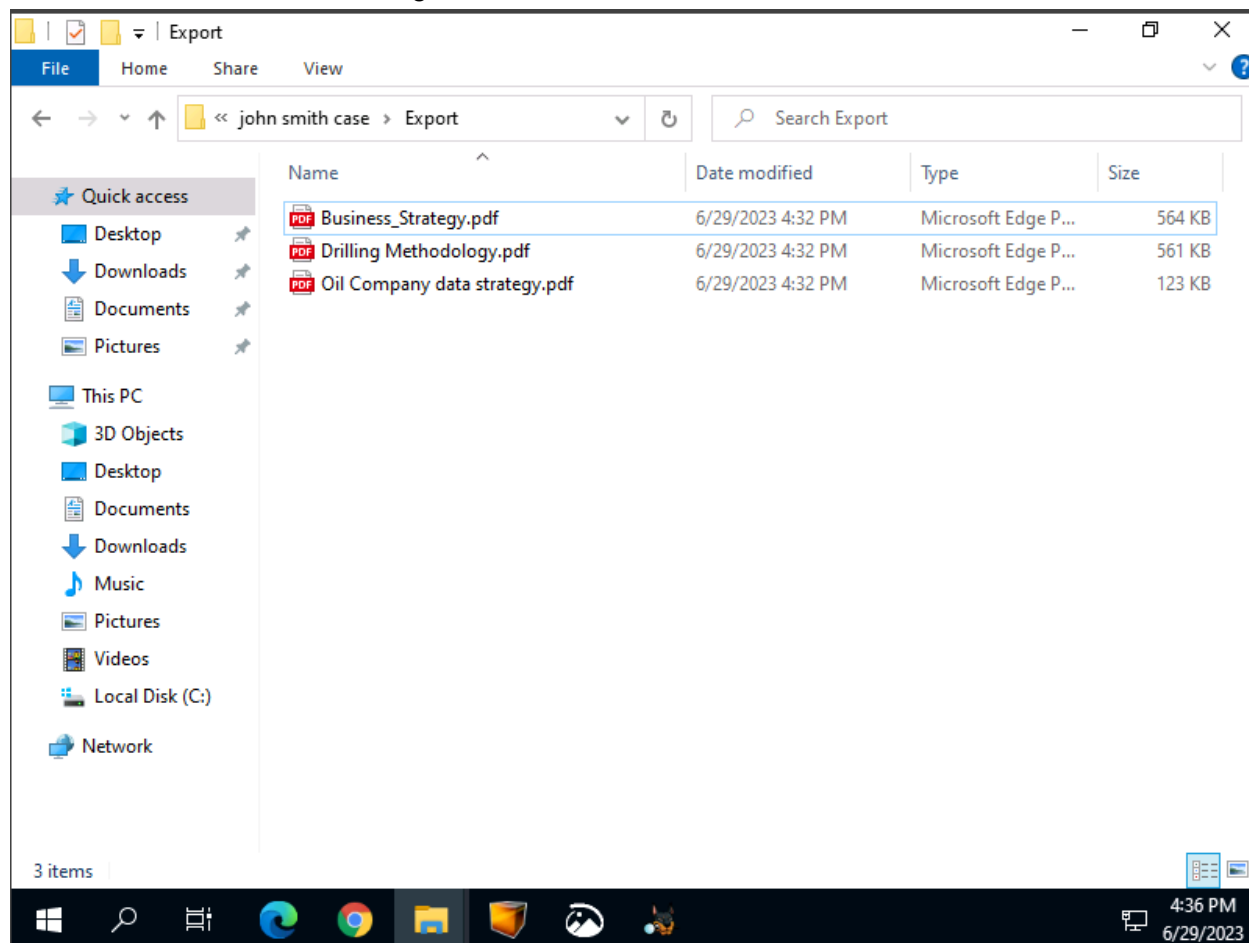 Export
File Home Share View
« john smith case > Export Search Export
Name Date modified Type Size
Quick access
Business_Strategy.pdf 6/29/2023 4:32 PM Microsoft Edge P... 564 KB
Desktop
Drilling Methodology.pdf 6/29/2023 4:32 PM Microsoft Edge P... 561 KB
Downloads
Oil Company data strategy.pdf 6/29/2023 4:32 PM Microsoft Edge P... 123 KB
Documents
Pictures
This PC
3D Objects
Desktop
Documents
Downloads
Music
Pictures
Videos
Local Disk (C:)
Network
3 items
4:36 PM
6/29/2023